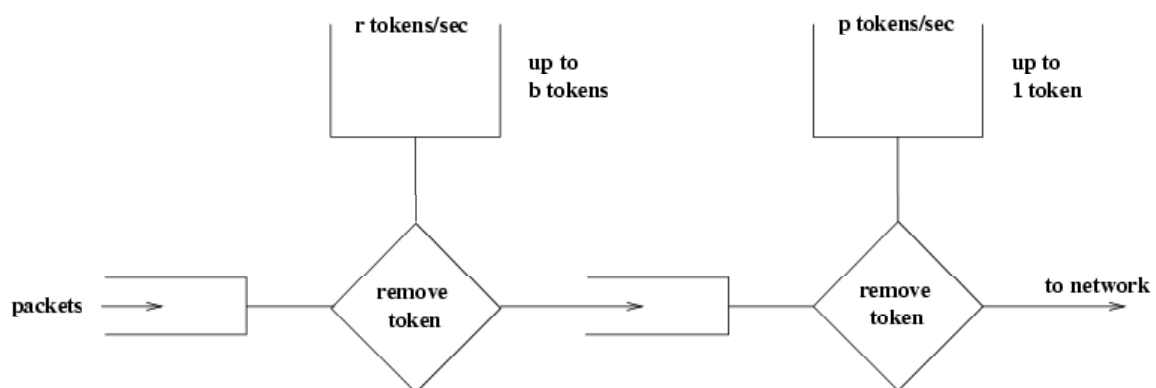 r tokens/sec
up to
b tokens
p tokens/sec
up to
1 token
packets
remove
token
remove
token
to network